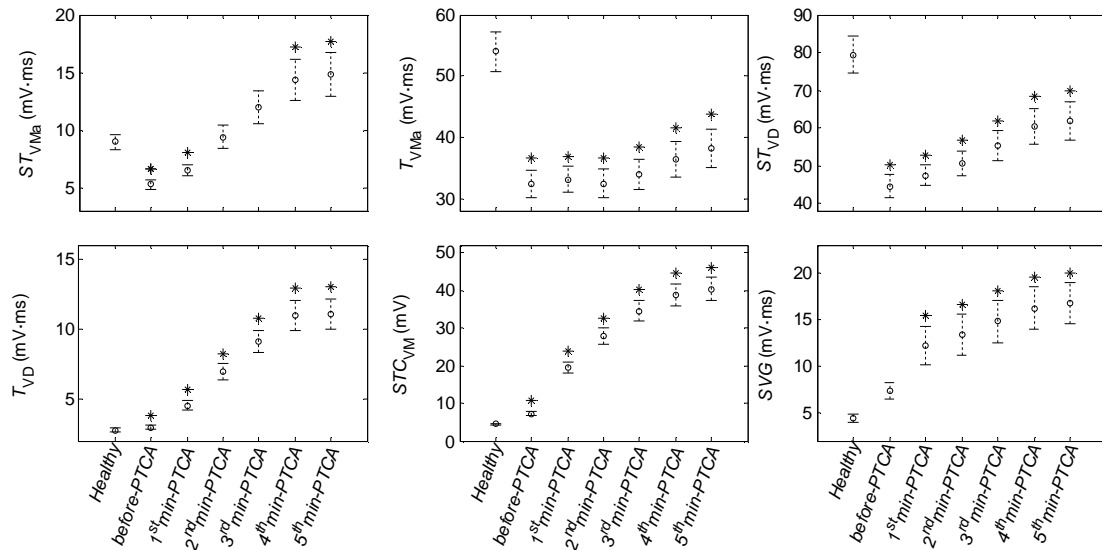 20
15
10
5
ST_VMa (mV·ms)
60
50
40
30
T_VMa (mV·ms)
90
80
70
60
50
40
ST_VD (mV·ms)
15
10
5
T_VD (mV·ms)
Healthy
before-PTCA
1st min-PTCA
2nd min-PTCA
3rd min-PTCA
4th min-PTCA
5th min-PTCA
50
40
30
20
10
0
STC_VM (mV)
Healthy
before-PTCA
1st min-PTCA
2nd min-PTCA
3rd min-PTCA
4th min-PTCA
5th min-PTCA
20
15
10
5
SVG (mV·ms)
Healthy
before-PTCA
1st min-PTCA
2nd min-PTCA
3rd min-PTCA
4th min-PTCA
5th min-PTCA